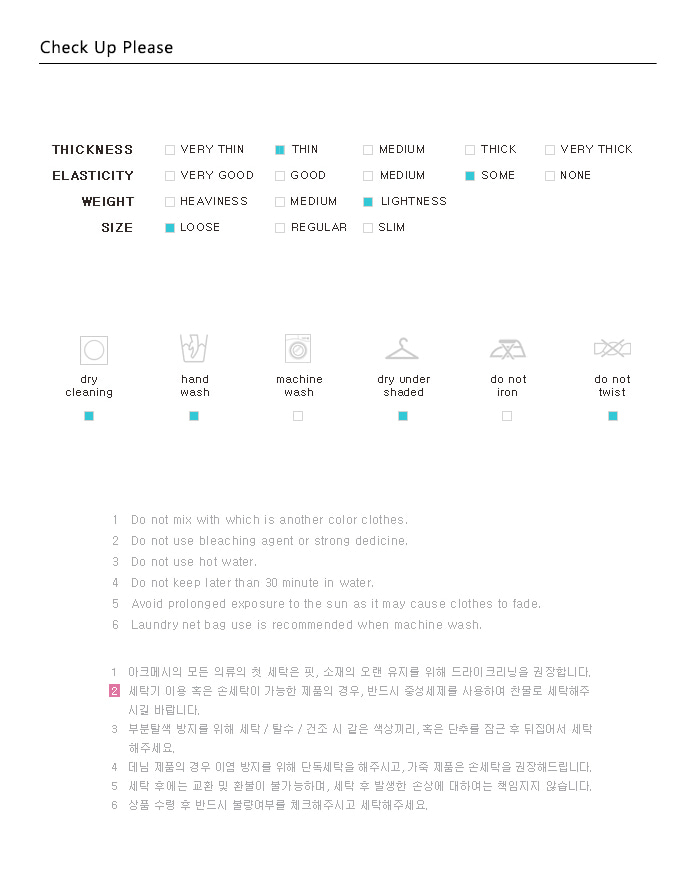 Check Up Please
THICKNESS VERY THIN THIN MEDIUM THICK VERY THICK
ELASTICITY VERY GOOD GOOD MEDIUM SOME NONE
WEIGHT HEAVINESS MEDIUM LIGHTNESS
SIZE LOOSE REGULAR SLIM
dry cleaning
hand wash
machine wash
dry under shaded
do not iron
do not twist
1 Do not mix with which is another color clothes.
2 Do not use bleaching agent or strong dedicine.
3 Do not use hot water.
4 Do not keep later than 30 minute in water.
5 Avoid prolonged exposure to the sun as it may cause clothes to fade.
6 Laundry net bag use is recommended when machine wash.
1 아크메시의 모든 의류의 첫 세탁은 핏, 소재의 오랜 유지를 위해 드라이크리닝을 권장합니다.
2 세탁기 이용 혹은 손세탁이 가능한 제품의 경우, 반드시 중성세제를 사용하여 찬물로 세탁해주
시길 바랍니다.
3 부분탈색 방지를 위해 세탁 / 탈수 / 건조 시 같은 색상끼리, 혹은 단추를 잠근 후 뒤집어서 세탁
해주세요.
4 데님 제품의 경우 이염 방지를 위해 단독세탁을 해주시고, 가죽 제품은 손세탁을 권장해드립니다.
5 세탁 후에는 교환 및 환불이 불가능하며, 세탁 후 발생한 손상에 대하여는 책임지지 않습니다.
6 상품 수령 후 반드시 불량여부를 체크해주시고 세탁해주세요.